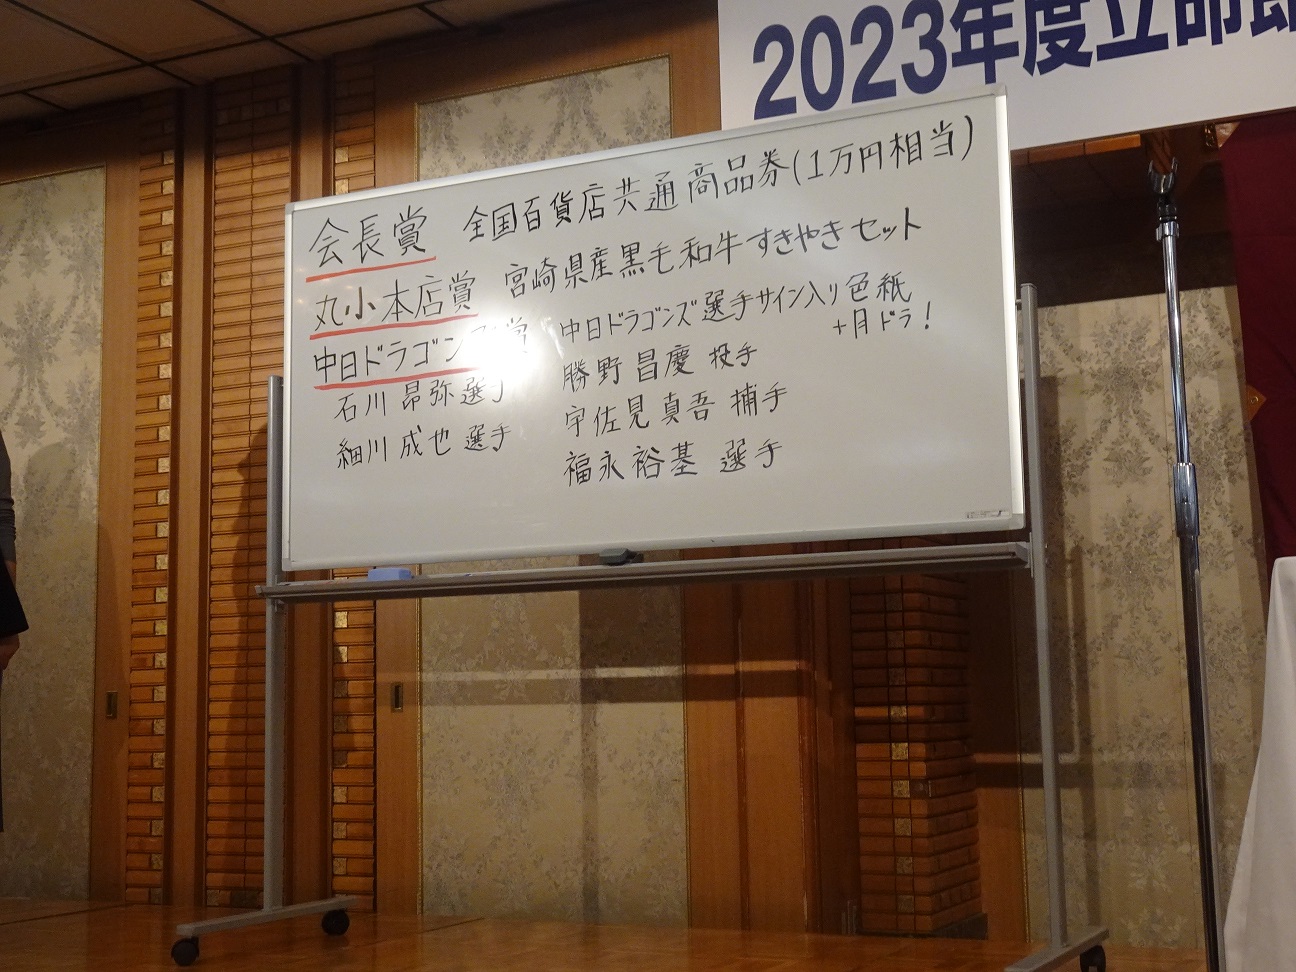 2023年度立命館
会長賞 全国百貨店共通商品券(1万円相当)
丸小本店賞 宮崎県産黒毛和牛すきやきセット
中日ドラゴンズ賞 中日ドラゴンズ選手サイン入り色紙
+月ドラ!
石川 昂弥選手 勝野昌慶 投手
細川 成也 選手 宇佐見真吾 捕手
福永裕基 選手